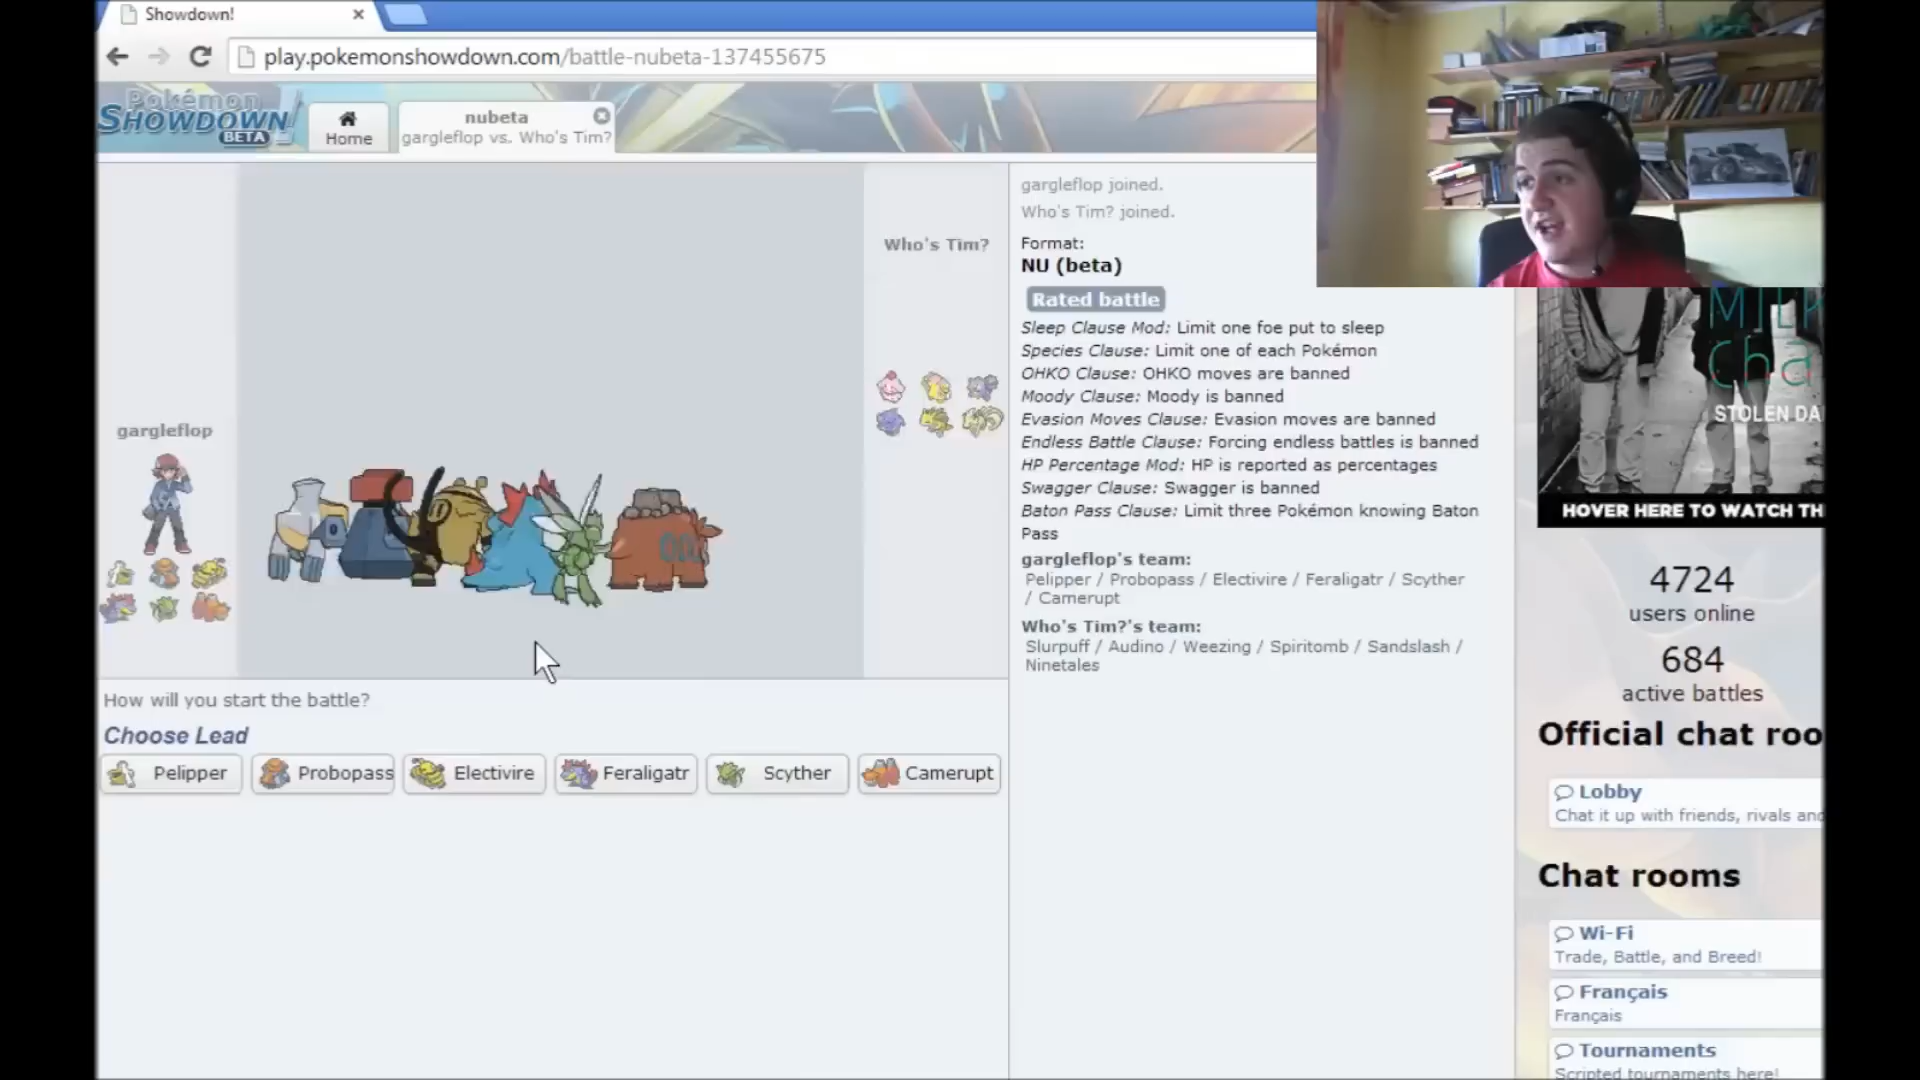 Showdown!
play.pokemonshowdown.com/battle-nubeta-137455675
Pokémon
SHOWDOWN
BETA
Home
nubeta
gargleflop vs. Who's Tim?
gargleflop joined.
Who's Tim? joined.
Format:
NU (beta)
Rated battle
Sleep Clause Mod: Limit one foe put to sleep
Species Clause: Limit one of each Pokémon
OHKO Clause: OHKO moves are banned
Moody Clause: Moody is banned
Evasion Moves Clause: Evasion moves are banned
Endless Battle Clause: Forcing endless battles is banned
HP Percentage Mod: HP is reported as percentages
Swagger Clause: Swagger is banned
Baton Pass Clause: Limit three Pokémon knowing Baton
Pass
gargleflop's team:
Pelipper / Probopass / Electivire / Feraligatr / Scyther
/ Camerupt
Who's Tim?'s team:
Slurpuff / Audino / Weezing / Spiritomb / Sandslash /
Ninetales
Who's Tim?
gargleflop
How will you start the battle?
Choose Lead
Pelipper
Probopass
Electivire
Feraligatr
Scyther
Camerupt
MILK
cha
STOLEN DA
HOVER HERE TO WATCH TH
4724
users online
684
active battles
Official chat roo
Lobby
Chat it up with friends, rivals and
Chat rooms
Wi-Fi
Trade, Battle, and Breed!
Français
Français
Tournaments
Scripted tournaments here!